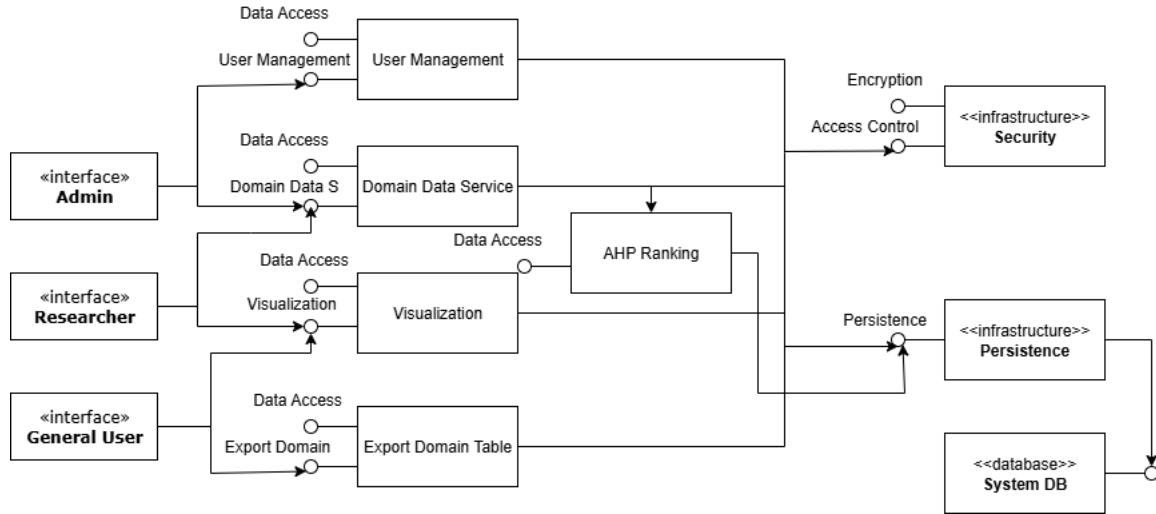 Data Access
User Management
User Management
Encryption
Access Control
<<infrastructure>>
Security
Data Access
Domain Data S
Domain Data Service
«interface»
Admin
Data Access
AHP Ranking
Data Access
Visualization
Visualization
«interface»
Researcher
Persistence
<<infrastructure>>
Persistence
Data Access
Export Domain
Export Domain Table
«interface»
General User
<<database>>
System DB